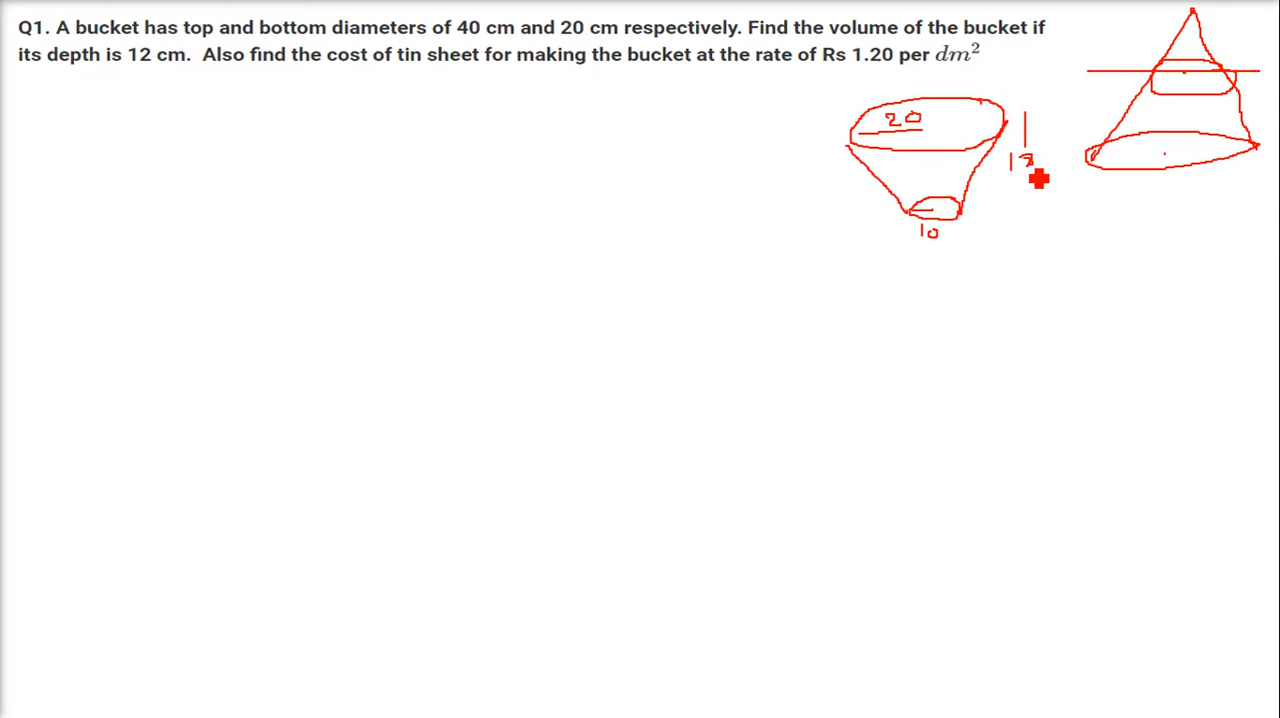 Q1. A bucket has top and bottom diameters of 40 cm and 20 cm respectively. Find the volume of the bucket if
its depth is 12 cm. Also find the cost of tin sheet for making the bucket at the rate of Rs 1.20 per dm²
20
10